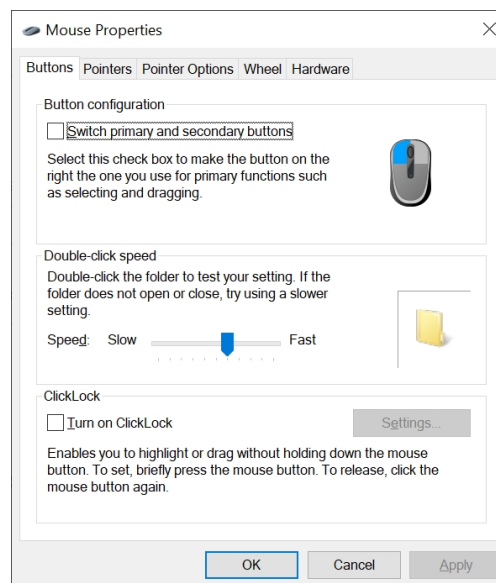 Mouse Properties
Buttons Pointers Pointer Options Wheel Hardware
Button configuration
Switch primary and secondary buttons
Select this check box to make the button on the
right the one you use for primary functions such
as selecting and dragging.
Double-click speed
Double-click the folder to test your setting. If the
folder does not open or close, try using a slower
setting.
Speed: Slow Fast
ClickLock
Turn on ClickLock Settings...
Enables you to highlight or drag without holding down the mouse
button. To set, briefly press the mouse button. To release, click the
mouse button again.
OK Cancel Apply